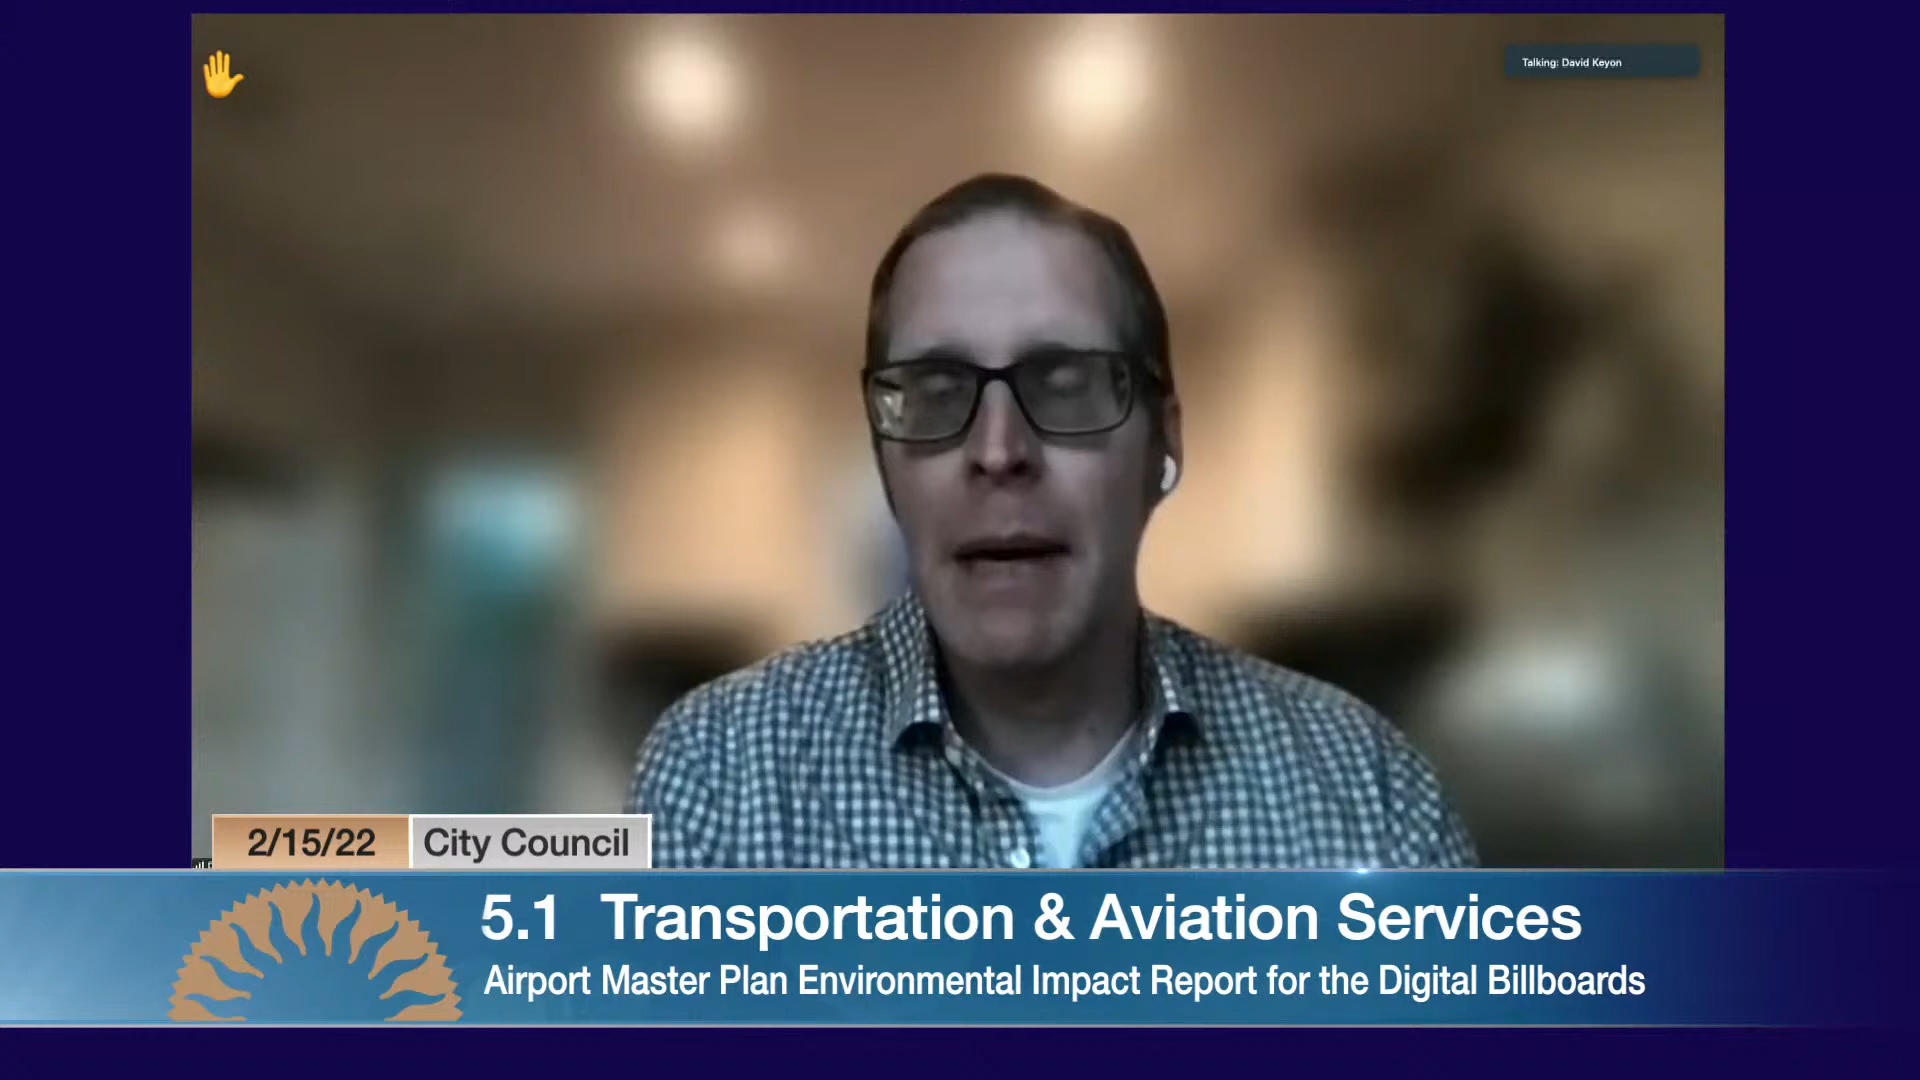 Talking: David Keyon
2/15/22 City Council
5.1 Transportation & Aviation Services
Airport Master Plan Environmental Impact Report for the Digital Billboards